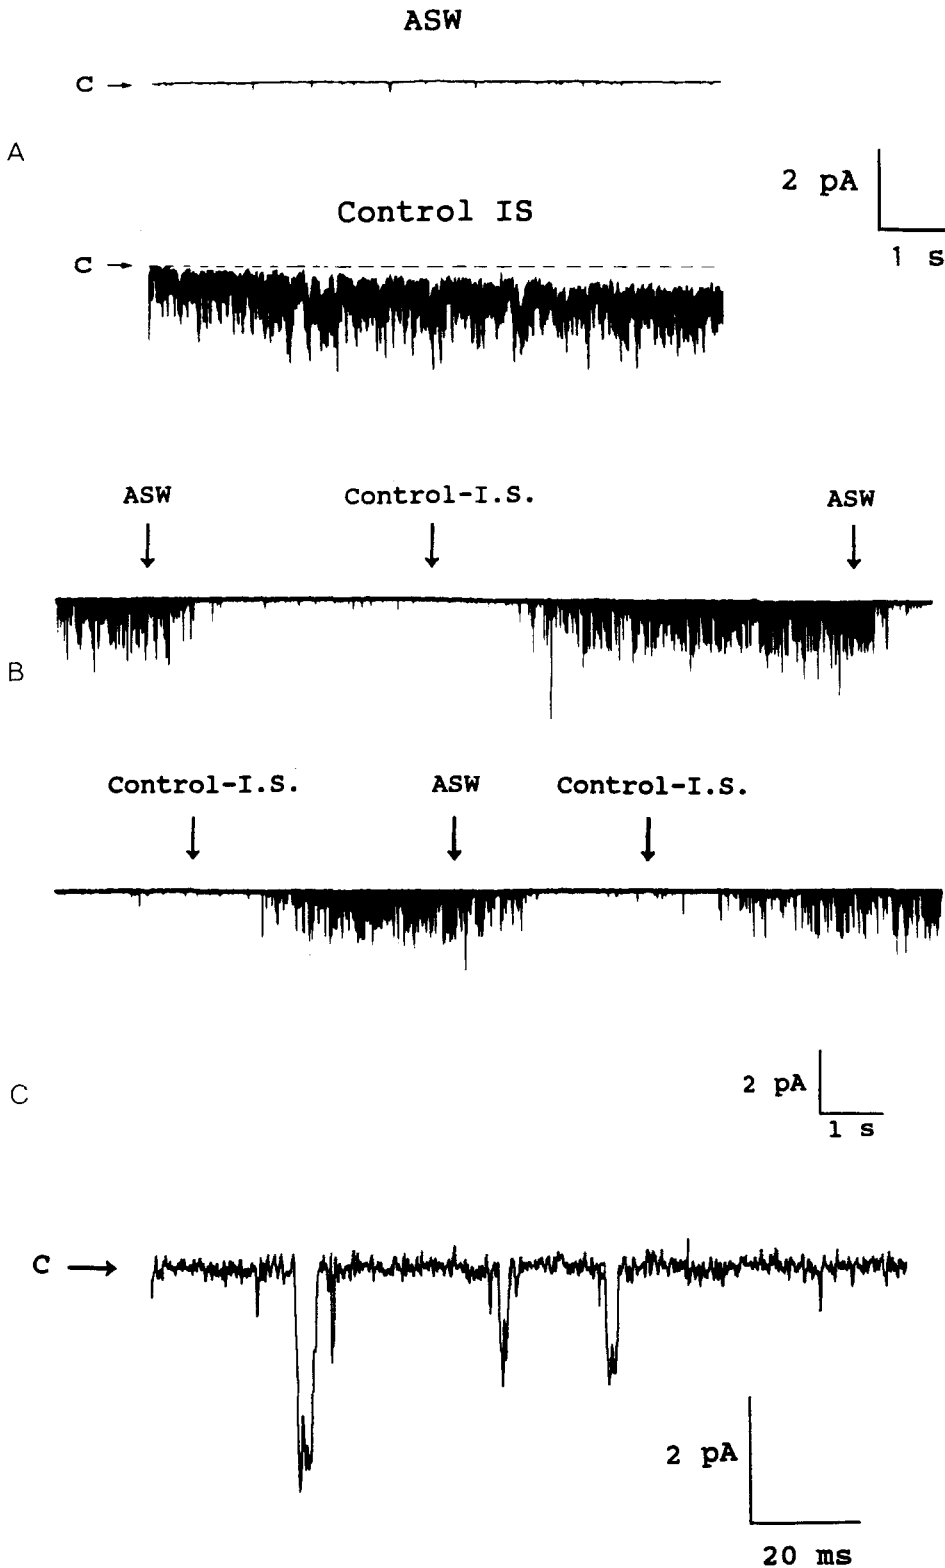 ASW
C
A
2 pA
1 s
Control IS
C
ASW Control-I.S. ASW
B
Control-I.S. ASW Control-I.S.
C
2 pA
1 s
C
2 pA
20 ms